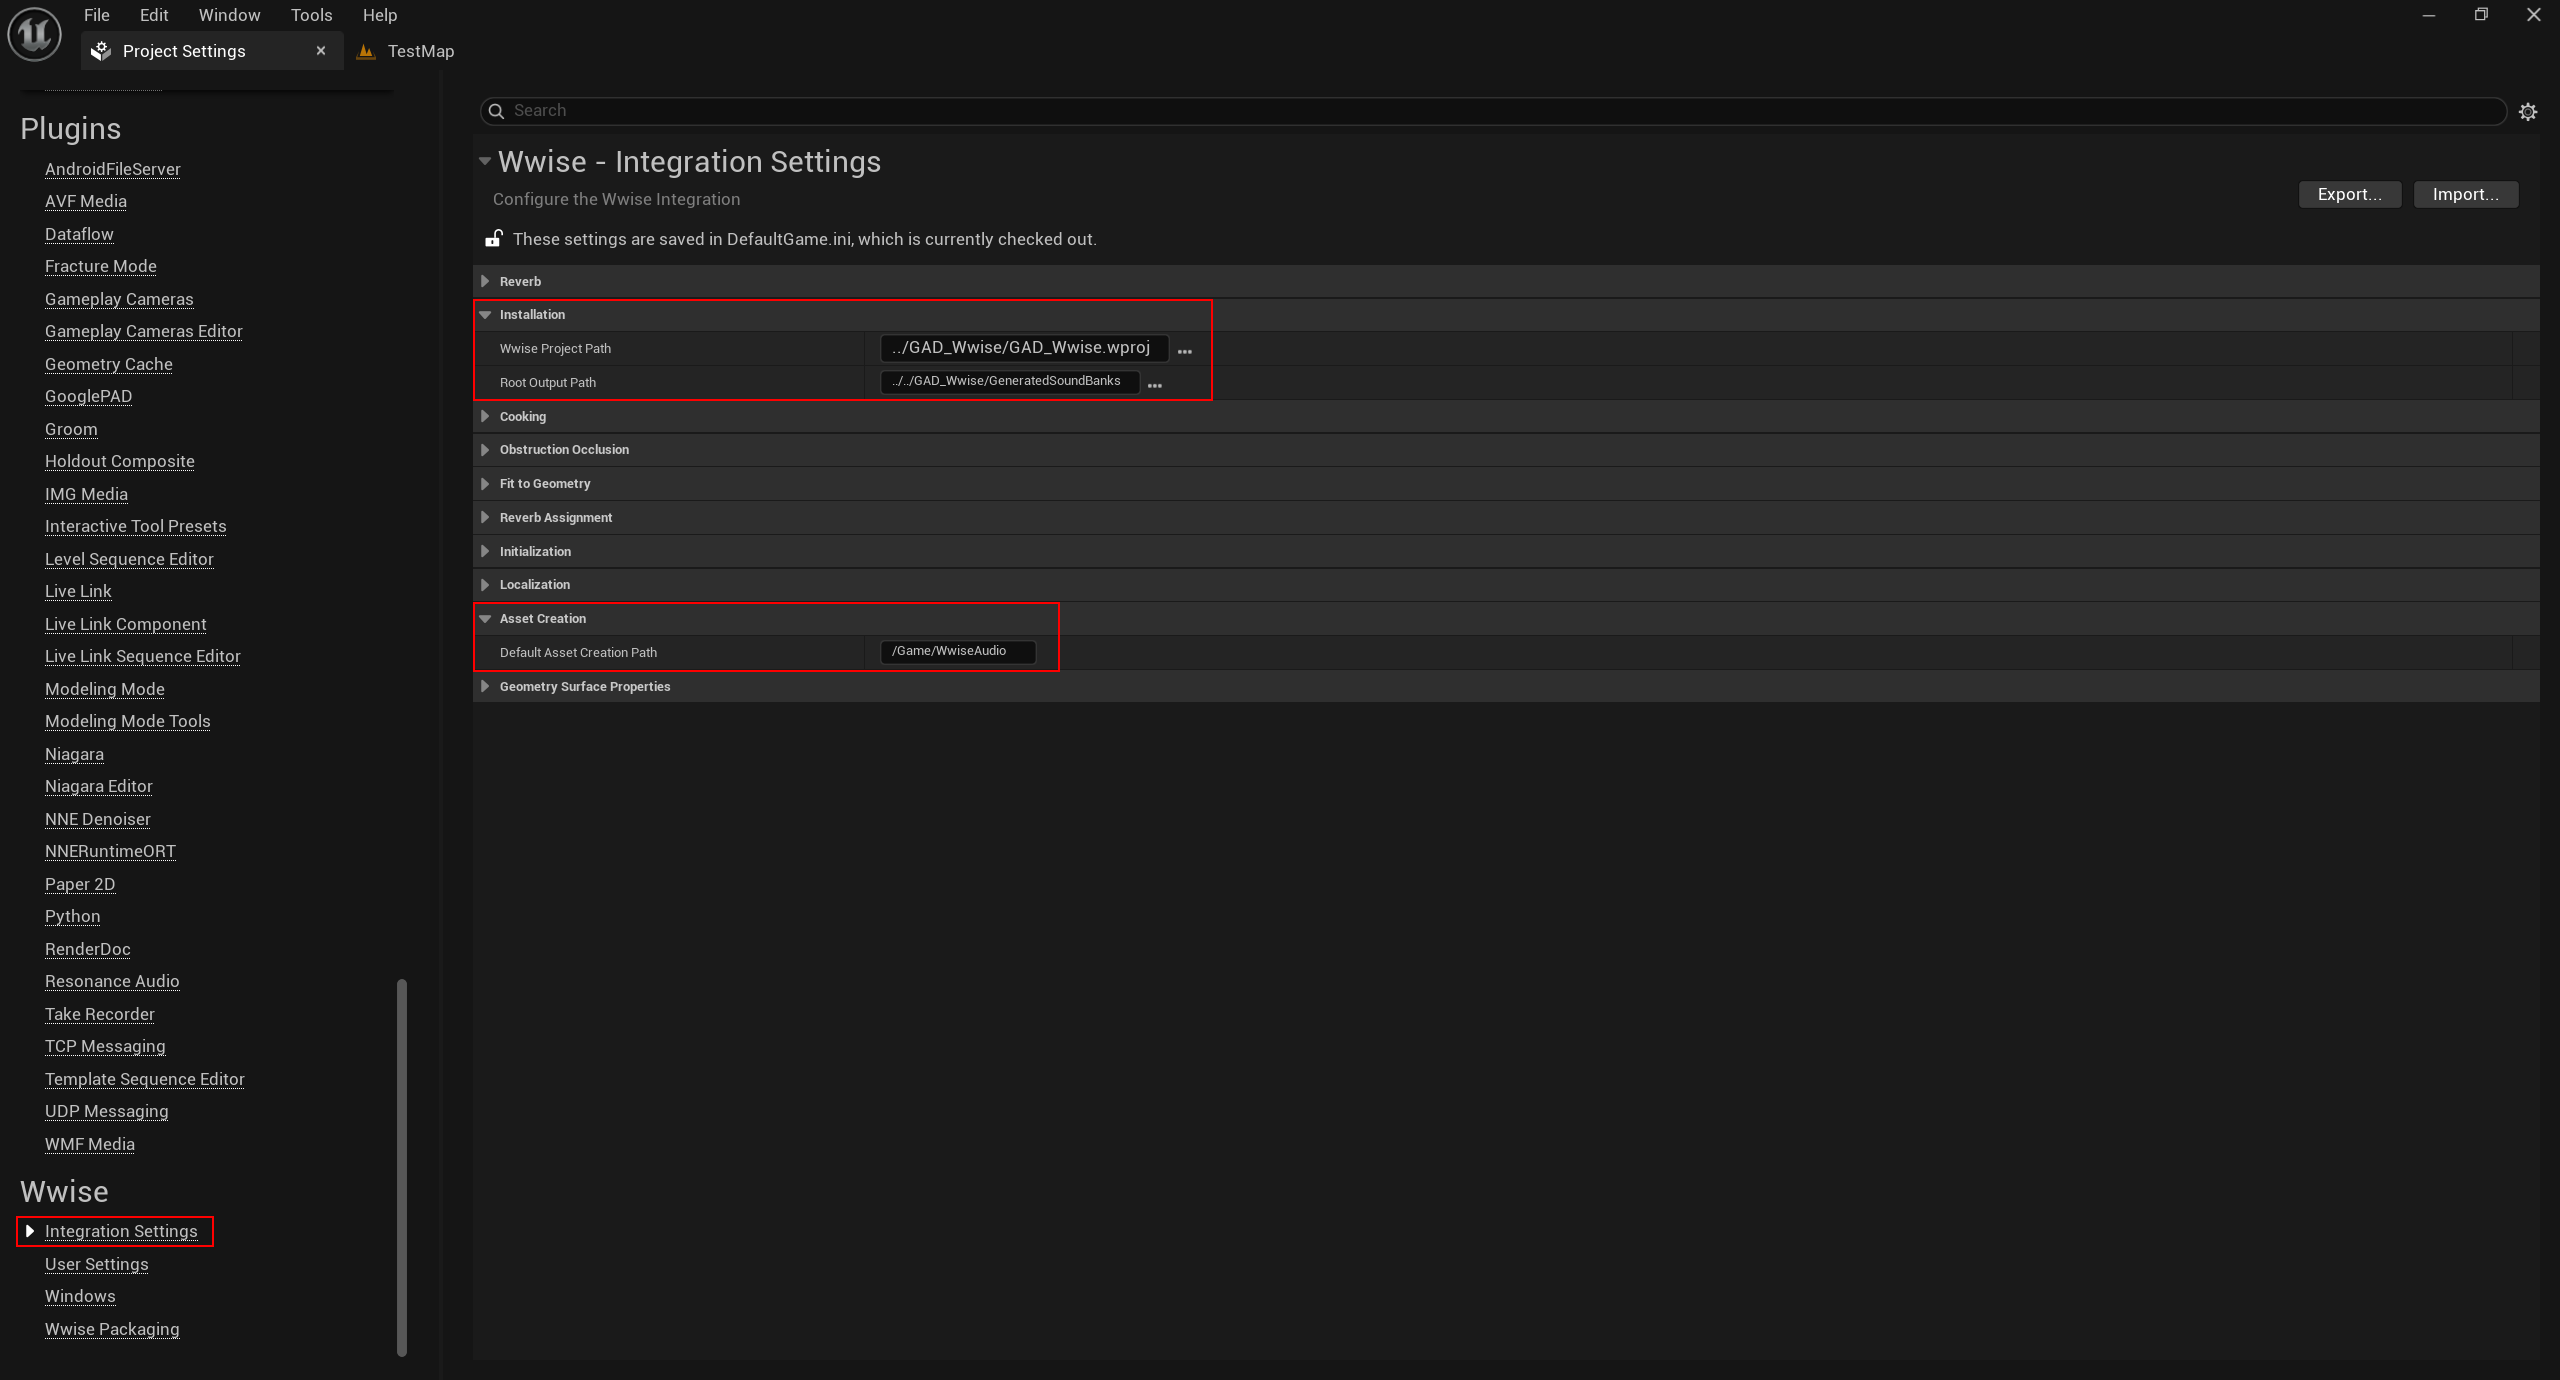 File Edit Window Tools Help
Project Settings
TestMap
Plugins
AndroidFileServer
AVF Media
Dataflow
Fracture Mode
Gameplay Cameras
Gameplay Cameras Editor
Geometry Cache
GooglePAD
Groom
Holdout Composite
IMG Media
Interactive Tool Presets
Level Sequence Editor
Live Link
Live Link Component
Live Link Sequence Editor
Modeling Mode
Modeling Mode Tools
Niagara
Niagara Editor
NNE Denoiser
NNERuntimeORT
Paper 2D
Python
RenderDoc
Resonance Audio
Take Recorder
TCP Messaging
Template Sequence Editor
UDP Messaging
WMF Media
Wwise
Integration Settings
User Settings
Windows
Wwise Packaging
Search
Wwise - Integration Settings
Configure the Wwise Integration
Export... Import...
These settings are saved in DefaultGame.ini, which is currently checked out.
Reverb
Installation
Wwise Project Path ../GAD_Wwise/GAD_Wwise.wproj
Root Output Path ../../GAD_Wwise/GeneratedSoundBanks
Cooking
Obstruction Occlusion
Fit to Geometry
Reverb Assignment
Initialization
Localization
Asset Creation
Default Asset Creation Path /Game/WwiseAudio
Geometry Surface Properties